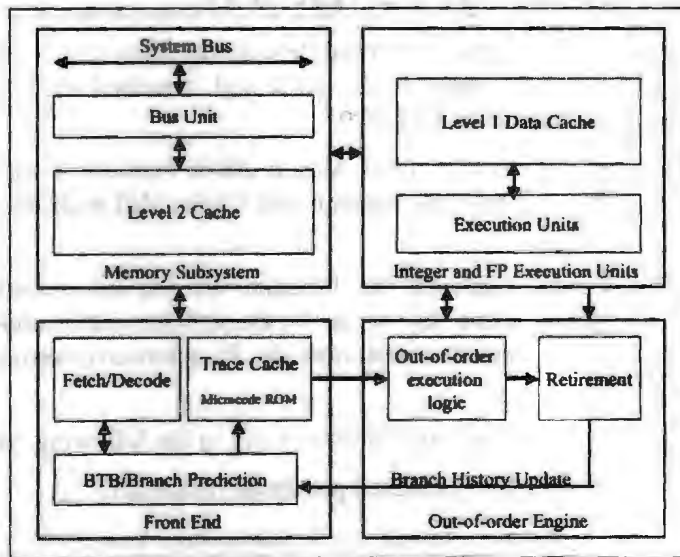 System Bus
Bus Unit
Level 2 Cache
Memory Subsystem
Level 1 Data Cache
Execution Units
Integer and FP Execution Units
Fetch/Decode
Trace Cache
Microcode ROM
BTB/Branch Prediction
Front End
Out-of-order
execution
logic
Retirement
Branch History Update
Out-of-order Engine